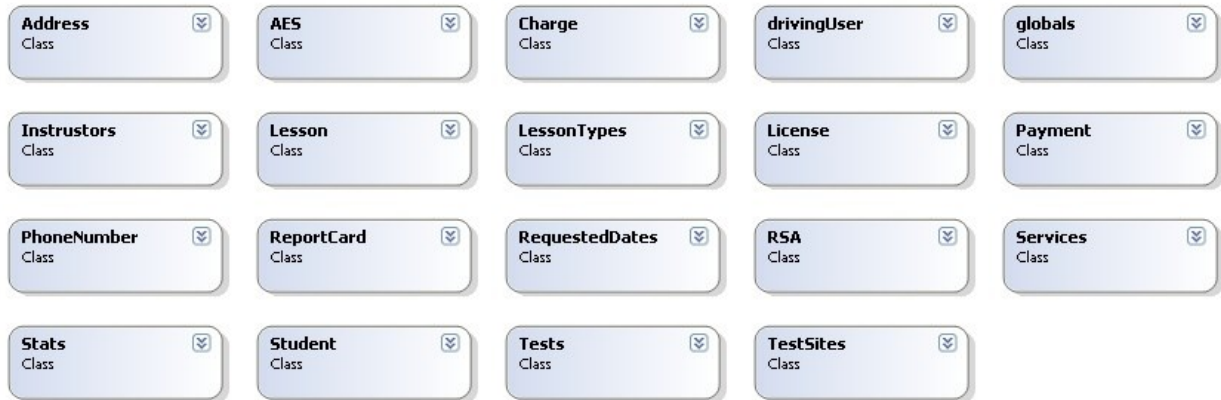 Address
Class
AES
Class
Charge
Class
drivingUser
Class
globals
Class
Instrustors
Class
Lesson
Class
LessonTypes
Class
License
Class
Payment
Class
PhoneNumber
Class
ReportCard
Class
RequestedDates
Class
RSA
Class
Services
Class
Stats
Class
Student
Class
Tests
Class
TestSites
Class